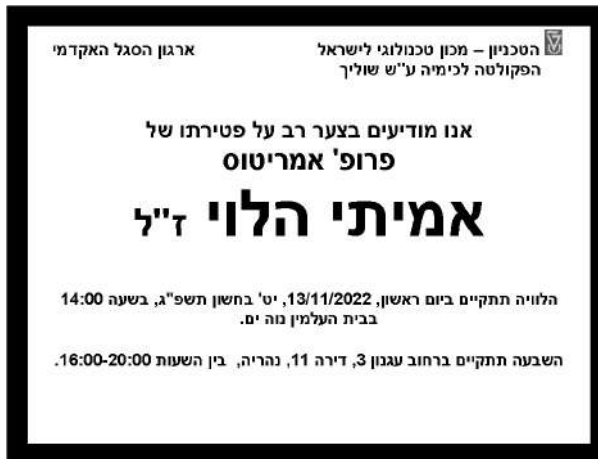 הטכניון – מכון טכנולוגי לישראל
הפקולטה לכימיה ע"ש שוליך
ארגון הסגל האקדמי
אנו מודיעים בצער רב על פטירתו של
פרופ' אמריטוס
אמיתי הלוי ז"ל
הלוויה תתקיים ביום ראשון, 13/11/2022, יט' בחשון תשפ"ג, בשעה 14:00
בבית העלמין נוה ים.
השבעה תתקיים ברחוב עגנון 3, דירה 11, נהריה, בין השעות 16:00-20:00.